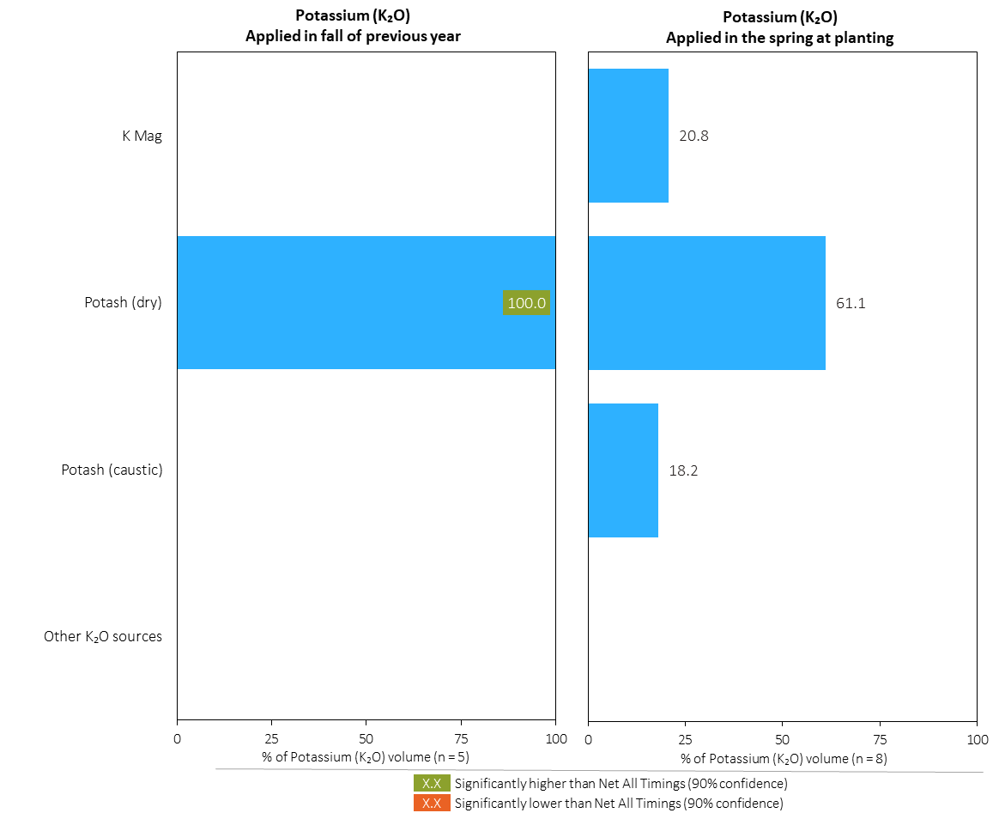 Potassium (K₂O)
Applied in fall of previous year
Potassium (K₂O)
Applied in the spring at planting
K Mag
20.8
Potash (dry)
100.0
61.1
Potash (caustic)
18.2
Other K₂O sources
0 25 50 75 100
% of Potassium (K₂O) volume (n = 5)
0 25 50 75 100
% of Potassium (K₂O) volume (n = 8)
X.X Significantly higher than Net All Timings (90% confidence)
X.X Significantly lower than Net All Timings (90% confidence)